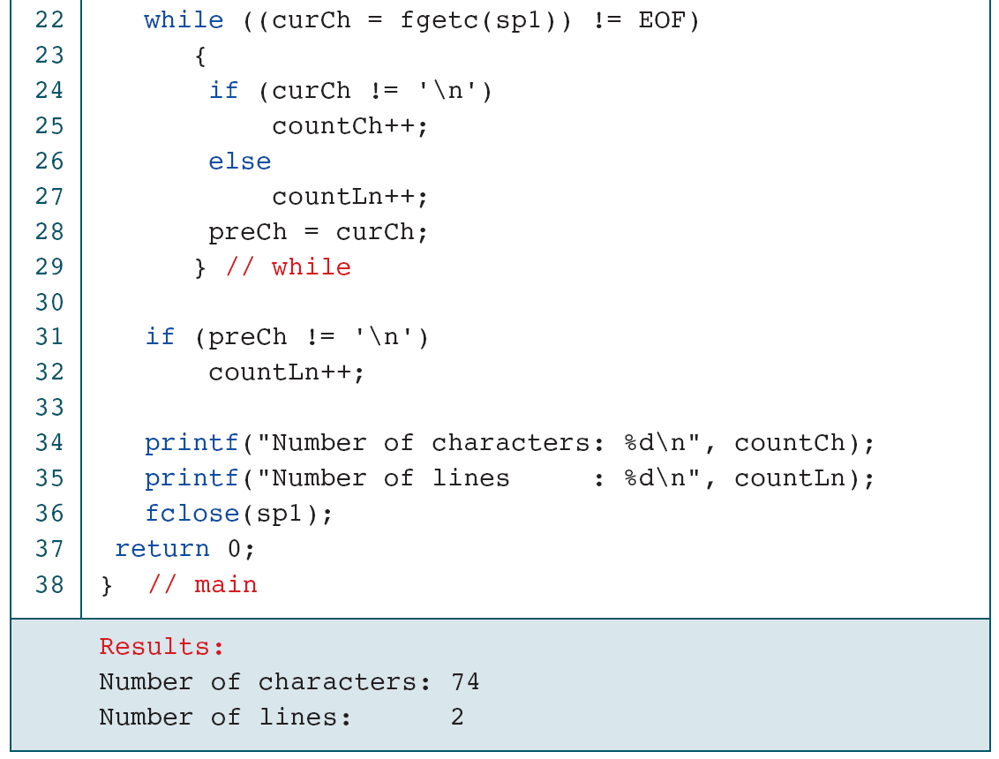 22 while ((curCh = fgetc(sp1)) != EOF)
23 {
24 if (curCh != '\n')
25 countCh++;
26 else
27 countLn++;
28 preCh = curCh;
29 } // while
30
31 if (preCh != '\n')
32 countLn++;
33
34 printf("Number of characters: %d\n", countCh);
35 printf("Number of lines     : %d\n", countLn);
36 fclose(sp1);
37 return 0;
38 } // main
Results:
Number of characters: 74
Number of lines:      2